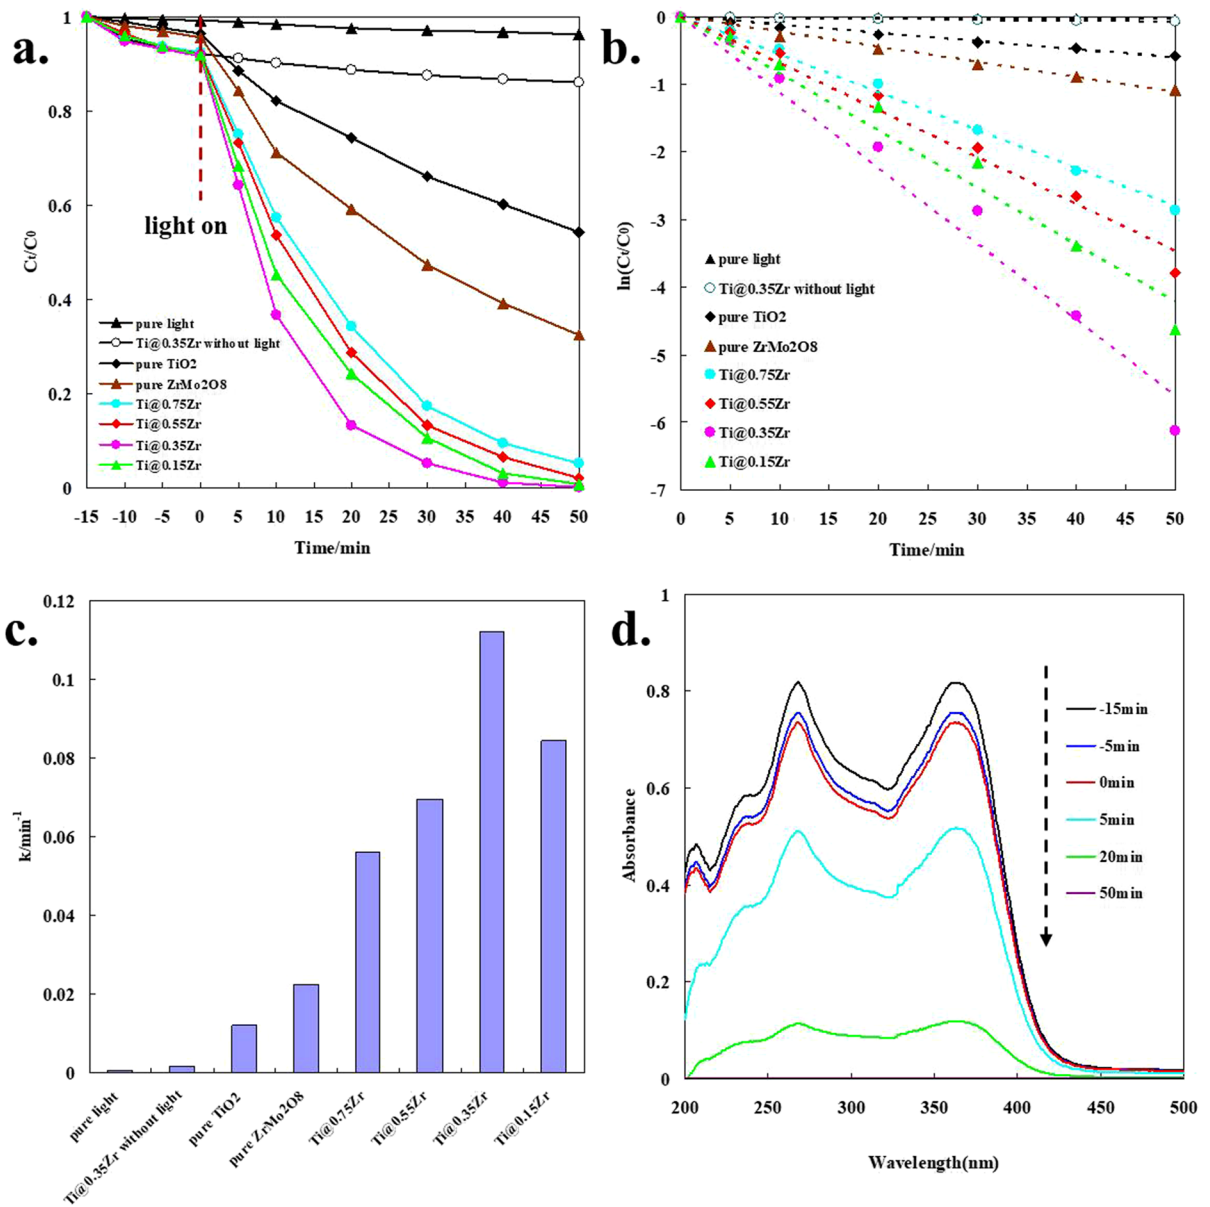 a.
1
0.8
0.6
0.4
0.2
0
Ct/C0
light on
pure light
Ti@0.35Zr without light
pure TiO2
pure ZrMo2O8
Ti@0.75Zr
Ti@0.55Zr
Ti@0.35Zr
Ti@0.15Zr
-15 -10 -5 0 5 10 15 20 25 30 35 40 45 50
Time/min
b.
0
-1
-2
-3
-4
-5
-6
-7
ln(Ct/C0)
pure light
Ti@0.35Zr without light
pure TiO2
pure ZrMo2O8
Ti@0.75Zr
Ti@0.55Zr
Ti@0.35Zr
Ti@0.15Zr
0 5 10 15 20 25 30 35 40 45 50
Time/min
c.
0.12
0.1
0.08
0.06
0.04
0.02
0
k/min-1
pure light
Ti@0.35Zr without light
pure TiO2
pure ZrMo2O8
Ti@0.75Zr
Ti@0.55Zr
Ti@0.35Zr
Ti@0.15Zr
d.
1
0.8
0.6
0.4
0.2
0
Absorbance
-15min
-5min
0min
5min
20min
50min
200 250 300 350 400 450 500
Wavelength(nm)